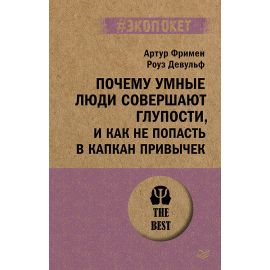 #ЭКОПОКЕТ
Артур Фримен
Роуз Девульф
ПОЧЕМУ УМНЫЕ
ЛЮДИ СОВЕРШАЮТ
ГЛУПОСТИ,
И КАК НЕ ПОПАСТЬ
В КАПКАН ПРИВЫЧЕК
THE
BEST